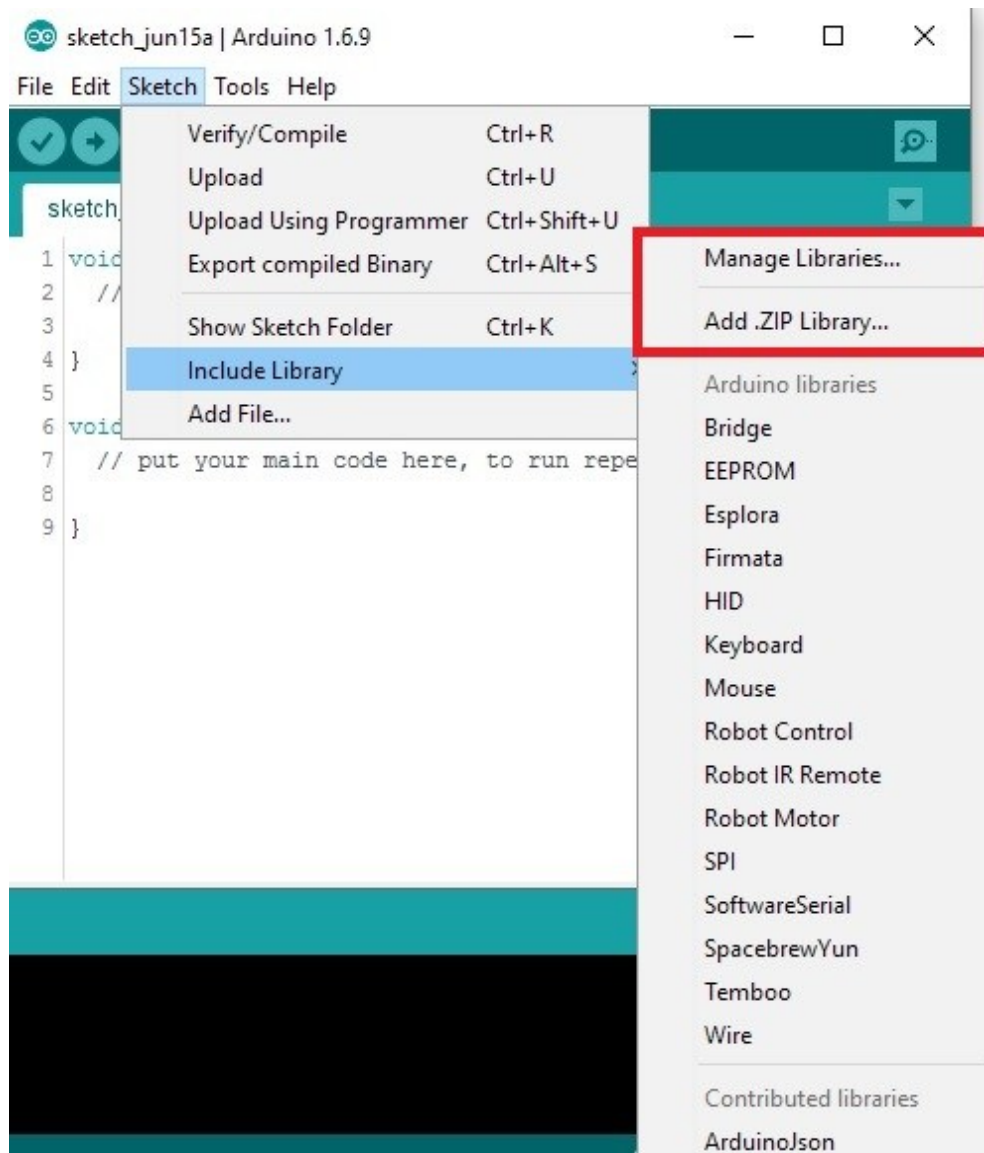 sketch_jun15a | Arduino 1.6.9
File Edit Sketch Tools Help
Verify/Compile Ctrl+R
Upload Ctrl+U
Upload Using Programmer Ctrl+Shift+U
Export compiled Binary Ctrl+Alt+S
Show Sketch Folder Ctrl+K
Include Library
Add File...
sketch_
1 void
2 //
3
4 }
5
6 void
7 // put your main code here, to run repe
8
9 }
Manage Libraries...
Add .ZIP Library...
Arduino libraries
Bridge
EEPROM
Esplora
Firmata
HID
Keyboard
Mouse
Robot Control
Robot IR Remote
Robot Motor
SPI
SoftwareSerial
SpacebrewYun
Temboo
Wire
Contributed libraries
ArduinoJson